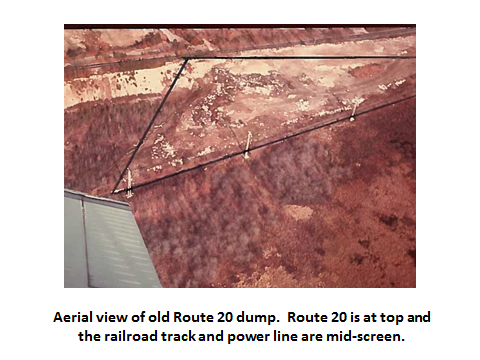 Aerial view of old Route 20 dump.  Route 20 is at top and
the railroad track and power line are mid-screen.